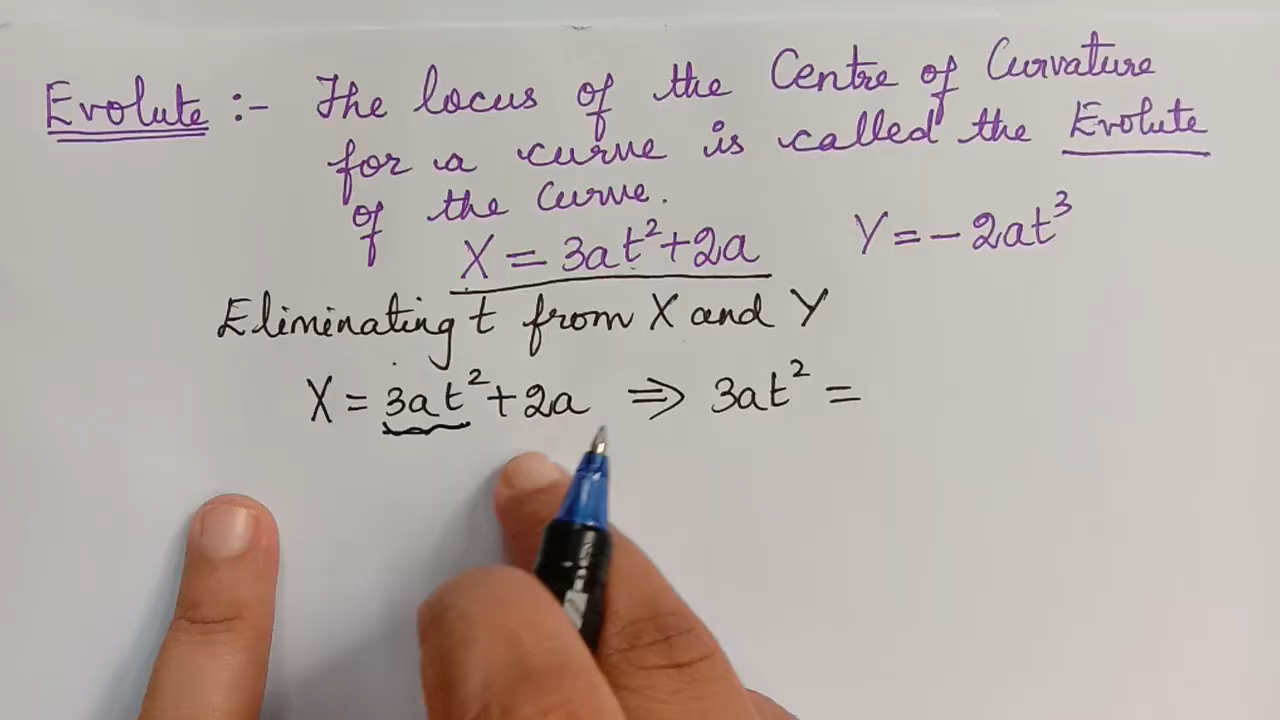 Evolute :- The locus of the Centre of Curvature
for a curve is called the Evolute
of the Curve.
X = 3at²+2a Y = -2at³
Eliminating t from X and Y
X = 3at²+2a ⇒ 3at² =